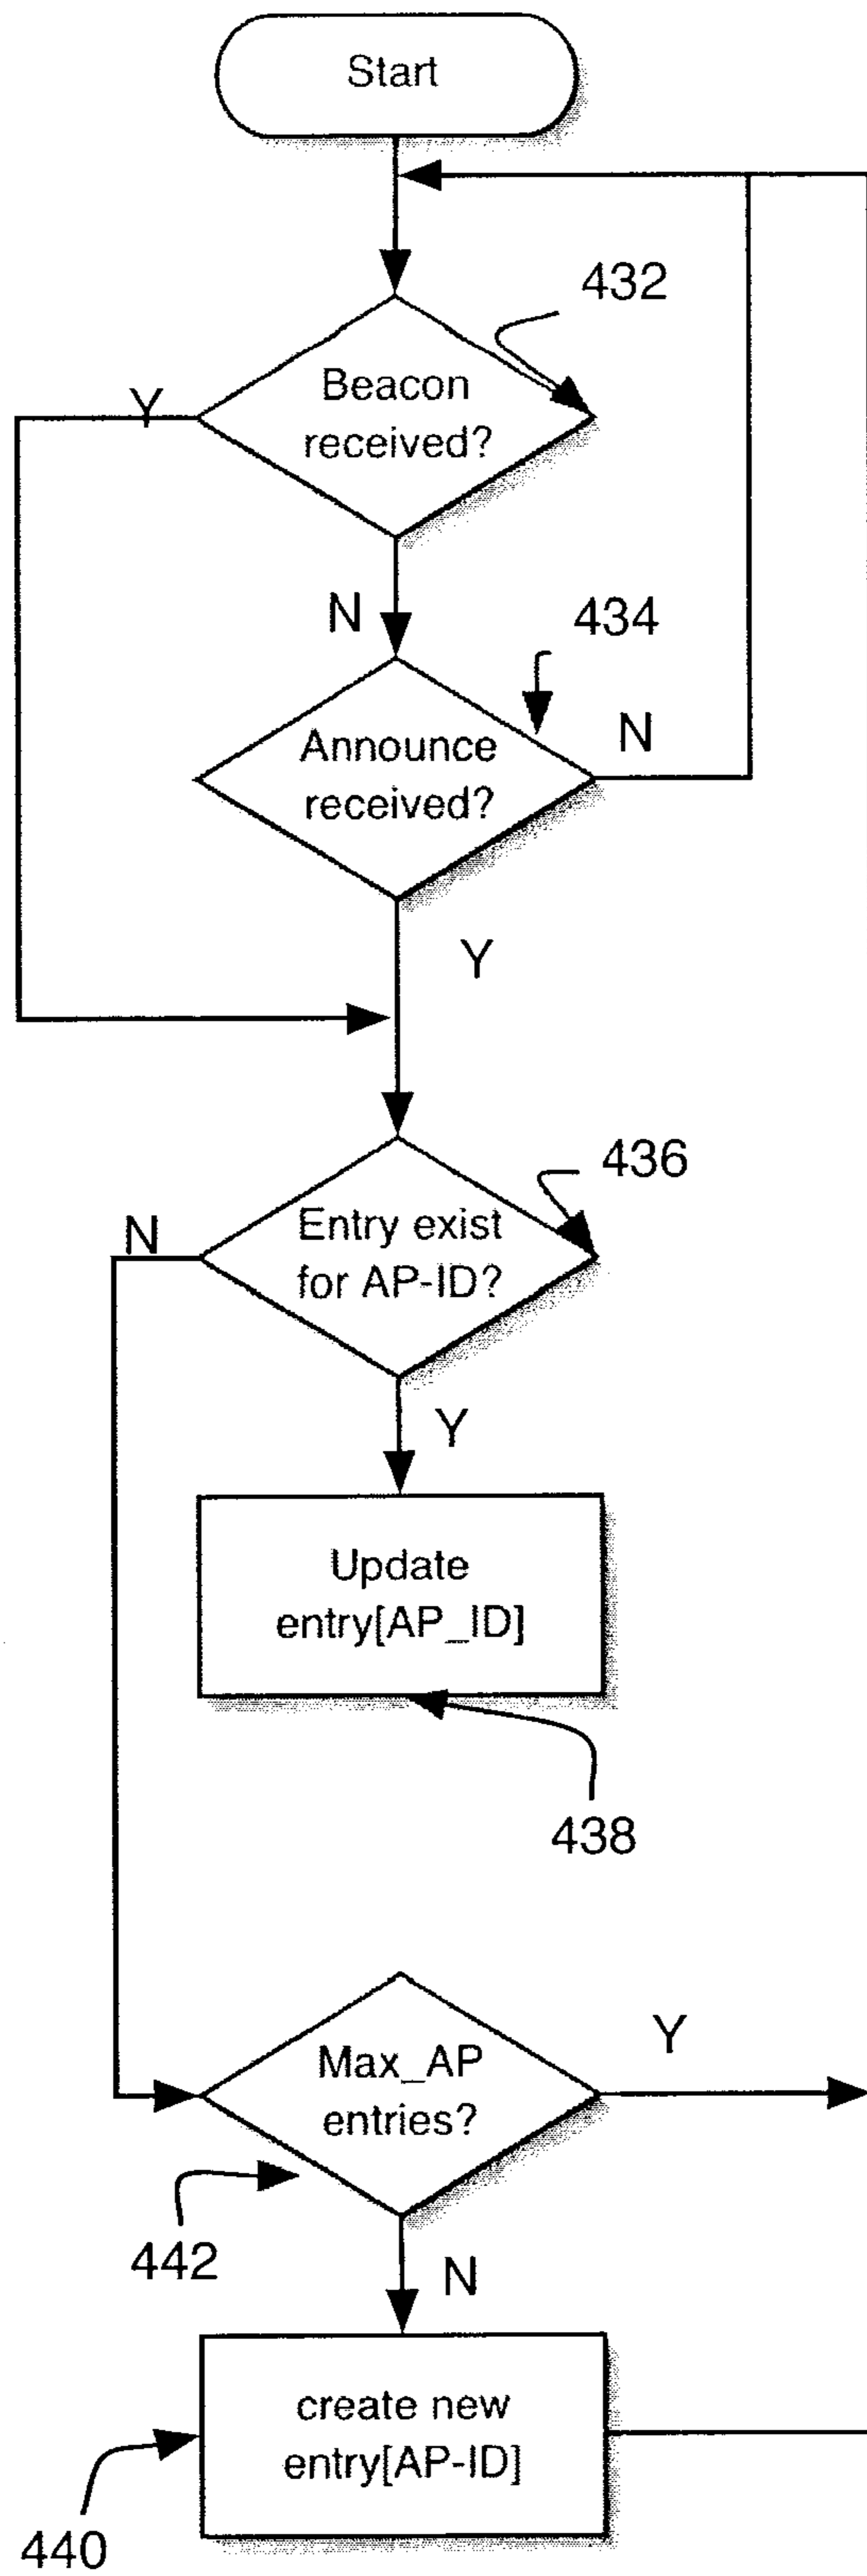 Start
432
Beacon
received?
Y
N
434
Announce
received?
N
Y
436
Entry exist
for AP-ID?
N
Y
Update
entry[AP_ID]
438
Max_AP
entries?
Y
442
N
create new
entry[AP-ID]
440